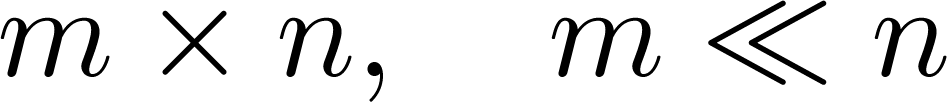 m × n, m ≪ n